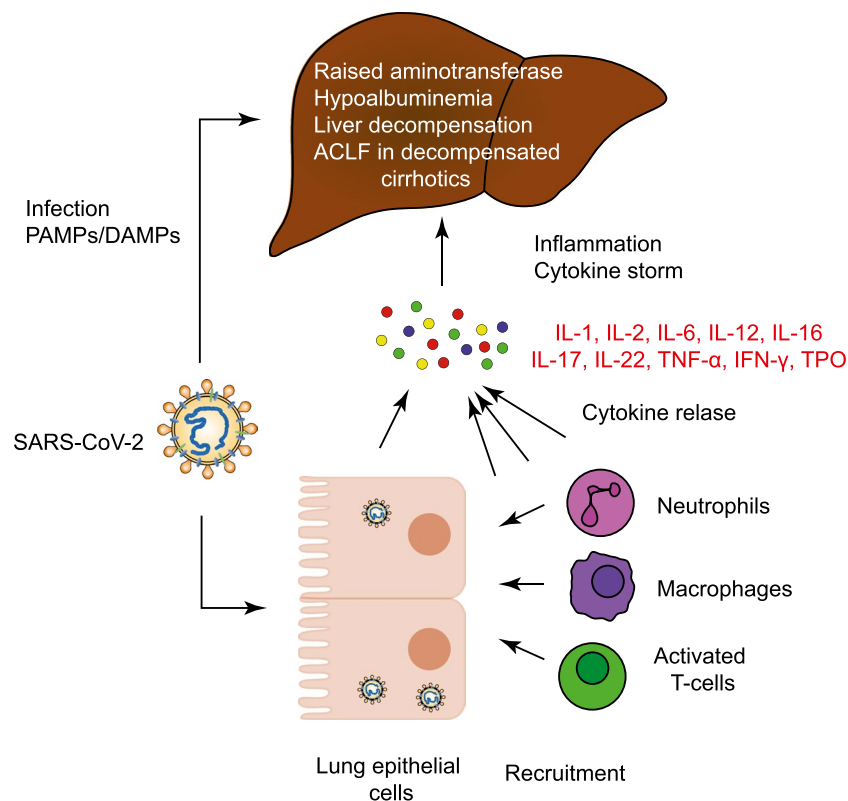 Raised aminotransferase
Hypoalbuminemia
Liver decompensation
ACLF in decompensated
cirrhotics
Infection
PAMPs/DAMPs
Inflammation
Cytokine storm
IL-1, IL-2, IL-6, IL-12, IL-16
IL-17, IL-22, TNF-α, IFN-γ, TPO
Cytokine relase
SARS-CoV-2
Neutrophils
Macrophages
Activated
T-cells
Lung epithelial
cells
Recruitment